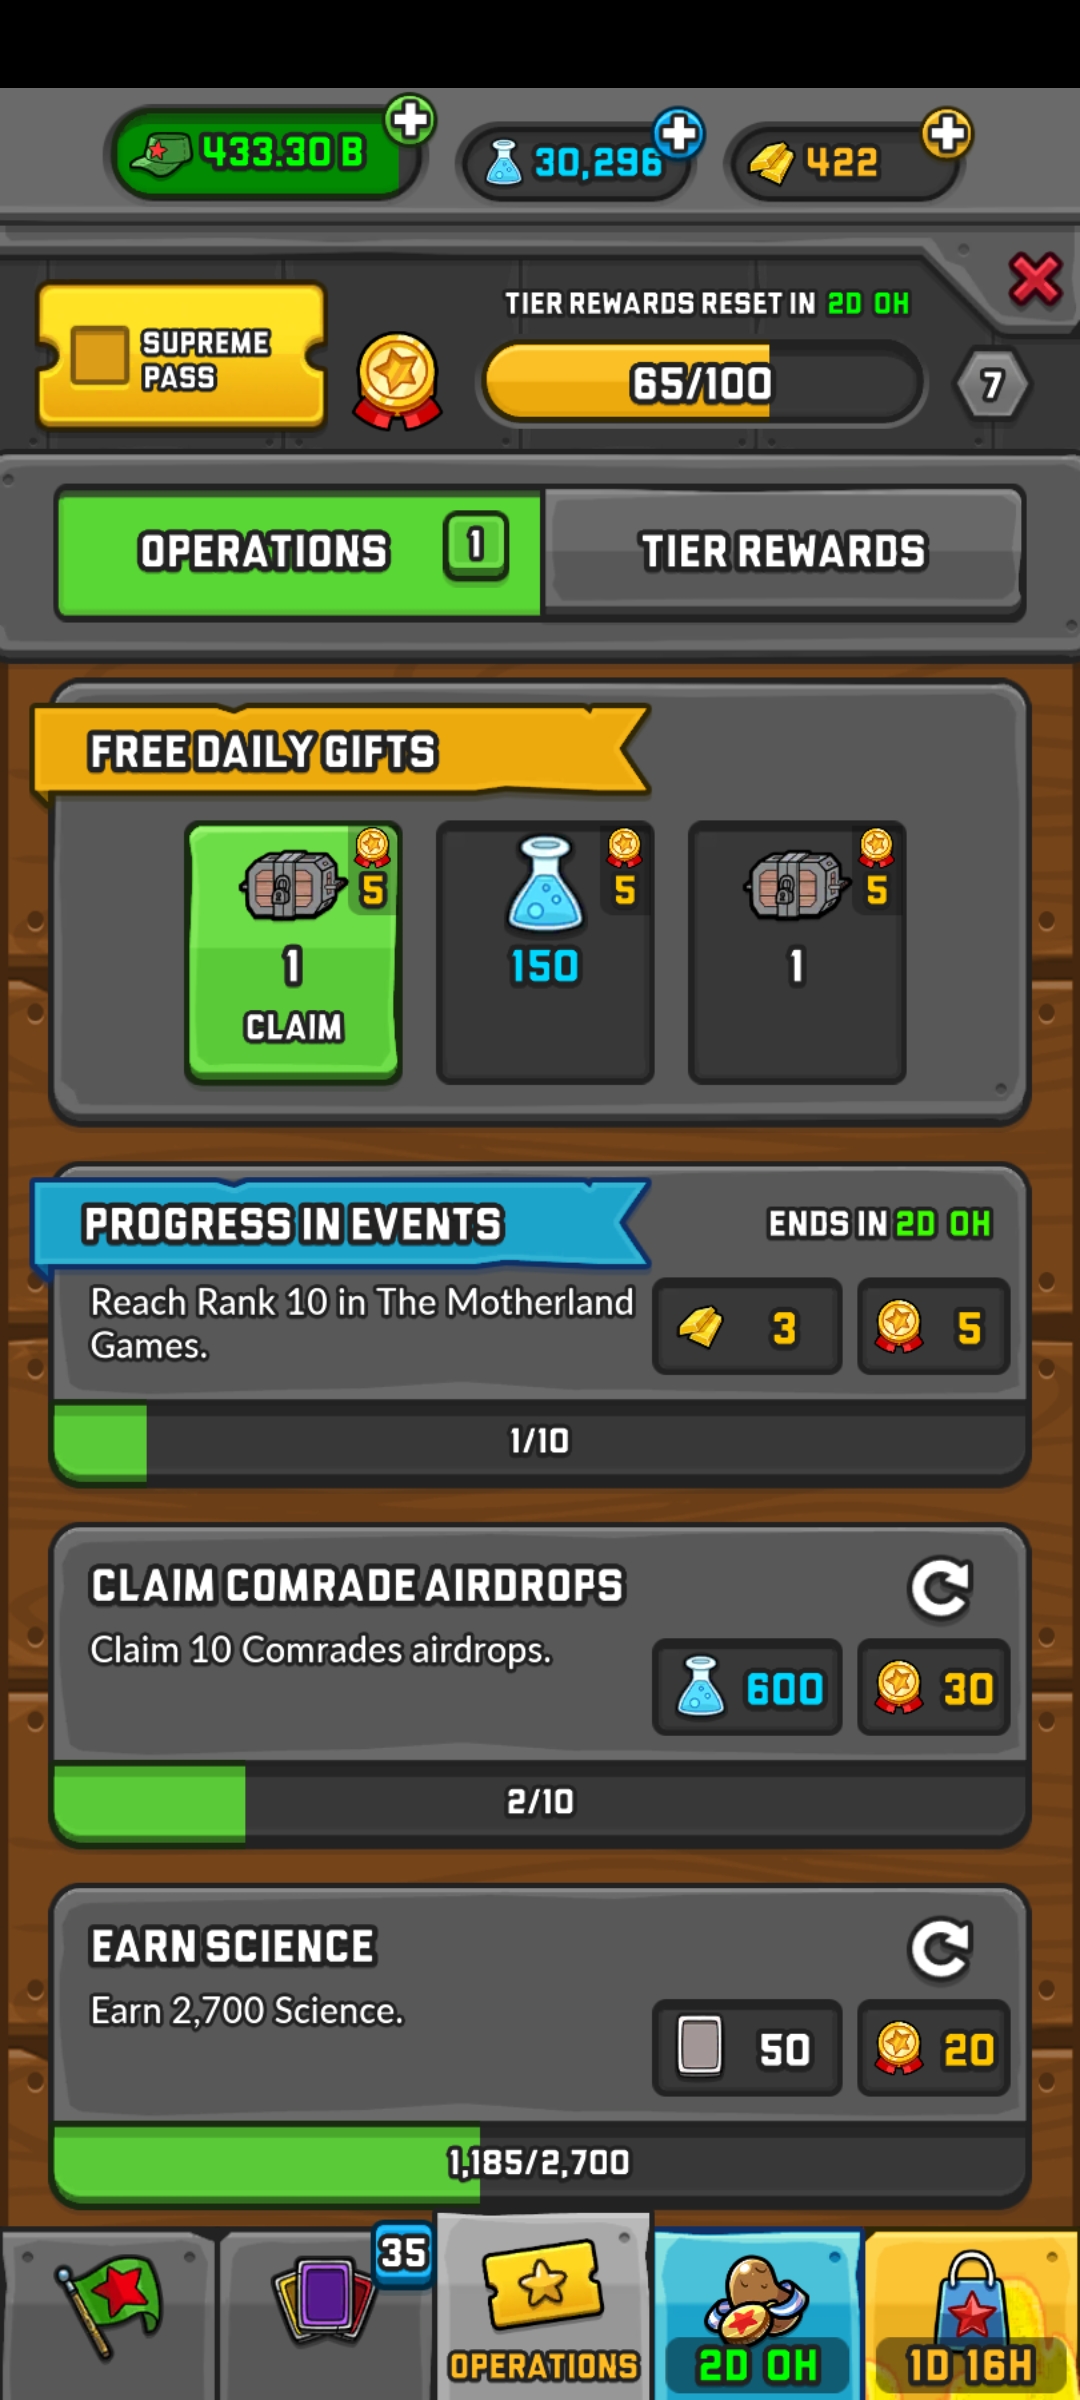 433.30 B
30,296
422
TIER REWARDS RESET IN 2D 0H
SUPREME
PASS
65/100
7
OPERATIONS 1
TIER REWARDS
FREE DAILY GIFTS
5
5
5
1
150
1
CLAIM
PROGRESS IN EVENTS
ENDS IN 2D 0H
Reach Rank 10 in The Motherland
Games.
3
5
1/10
CLAIM COMRADE AIRDROPS
Claim 10 Comrades airdrops.
600
30
2/10
EARN SCIENCE
Earn 2,700 Science.
50
20
1,185/2,700
35
OPERATIONS
2D 0H
1D 16H